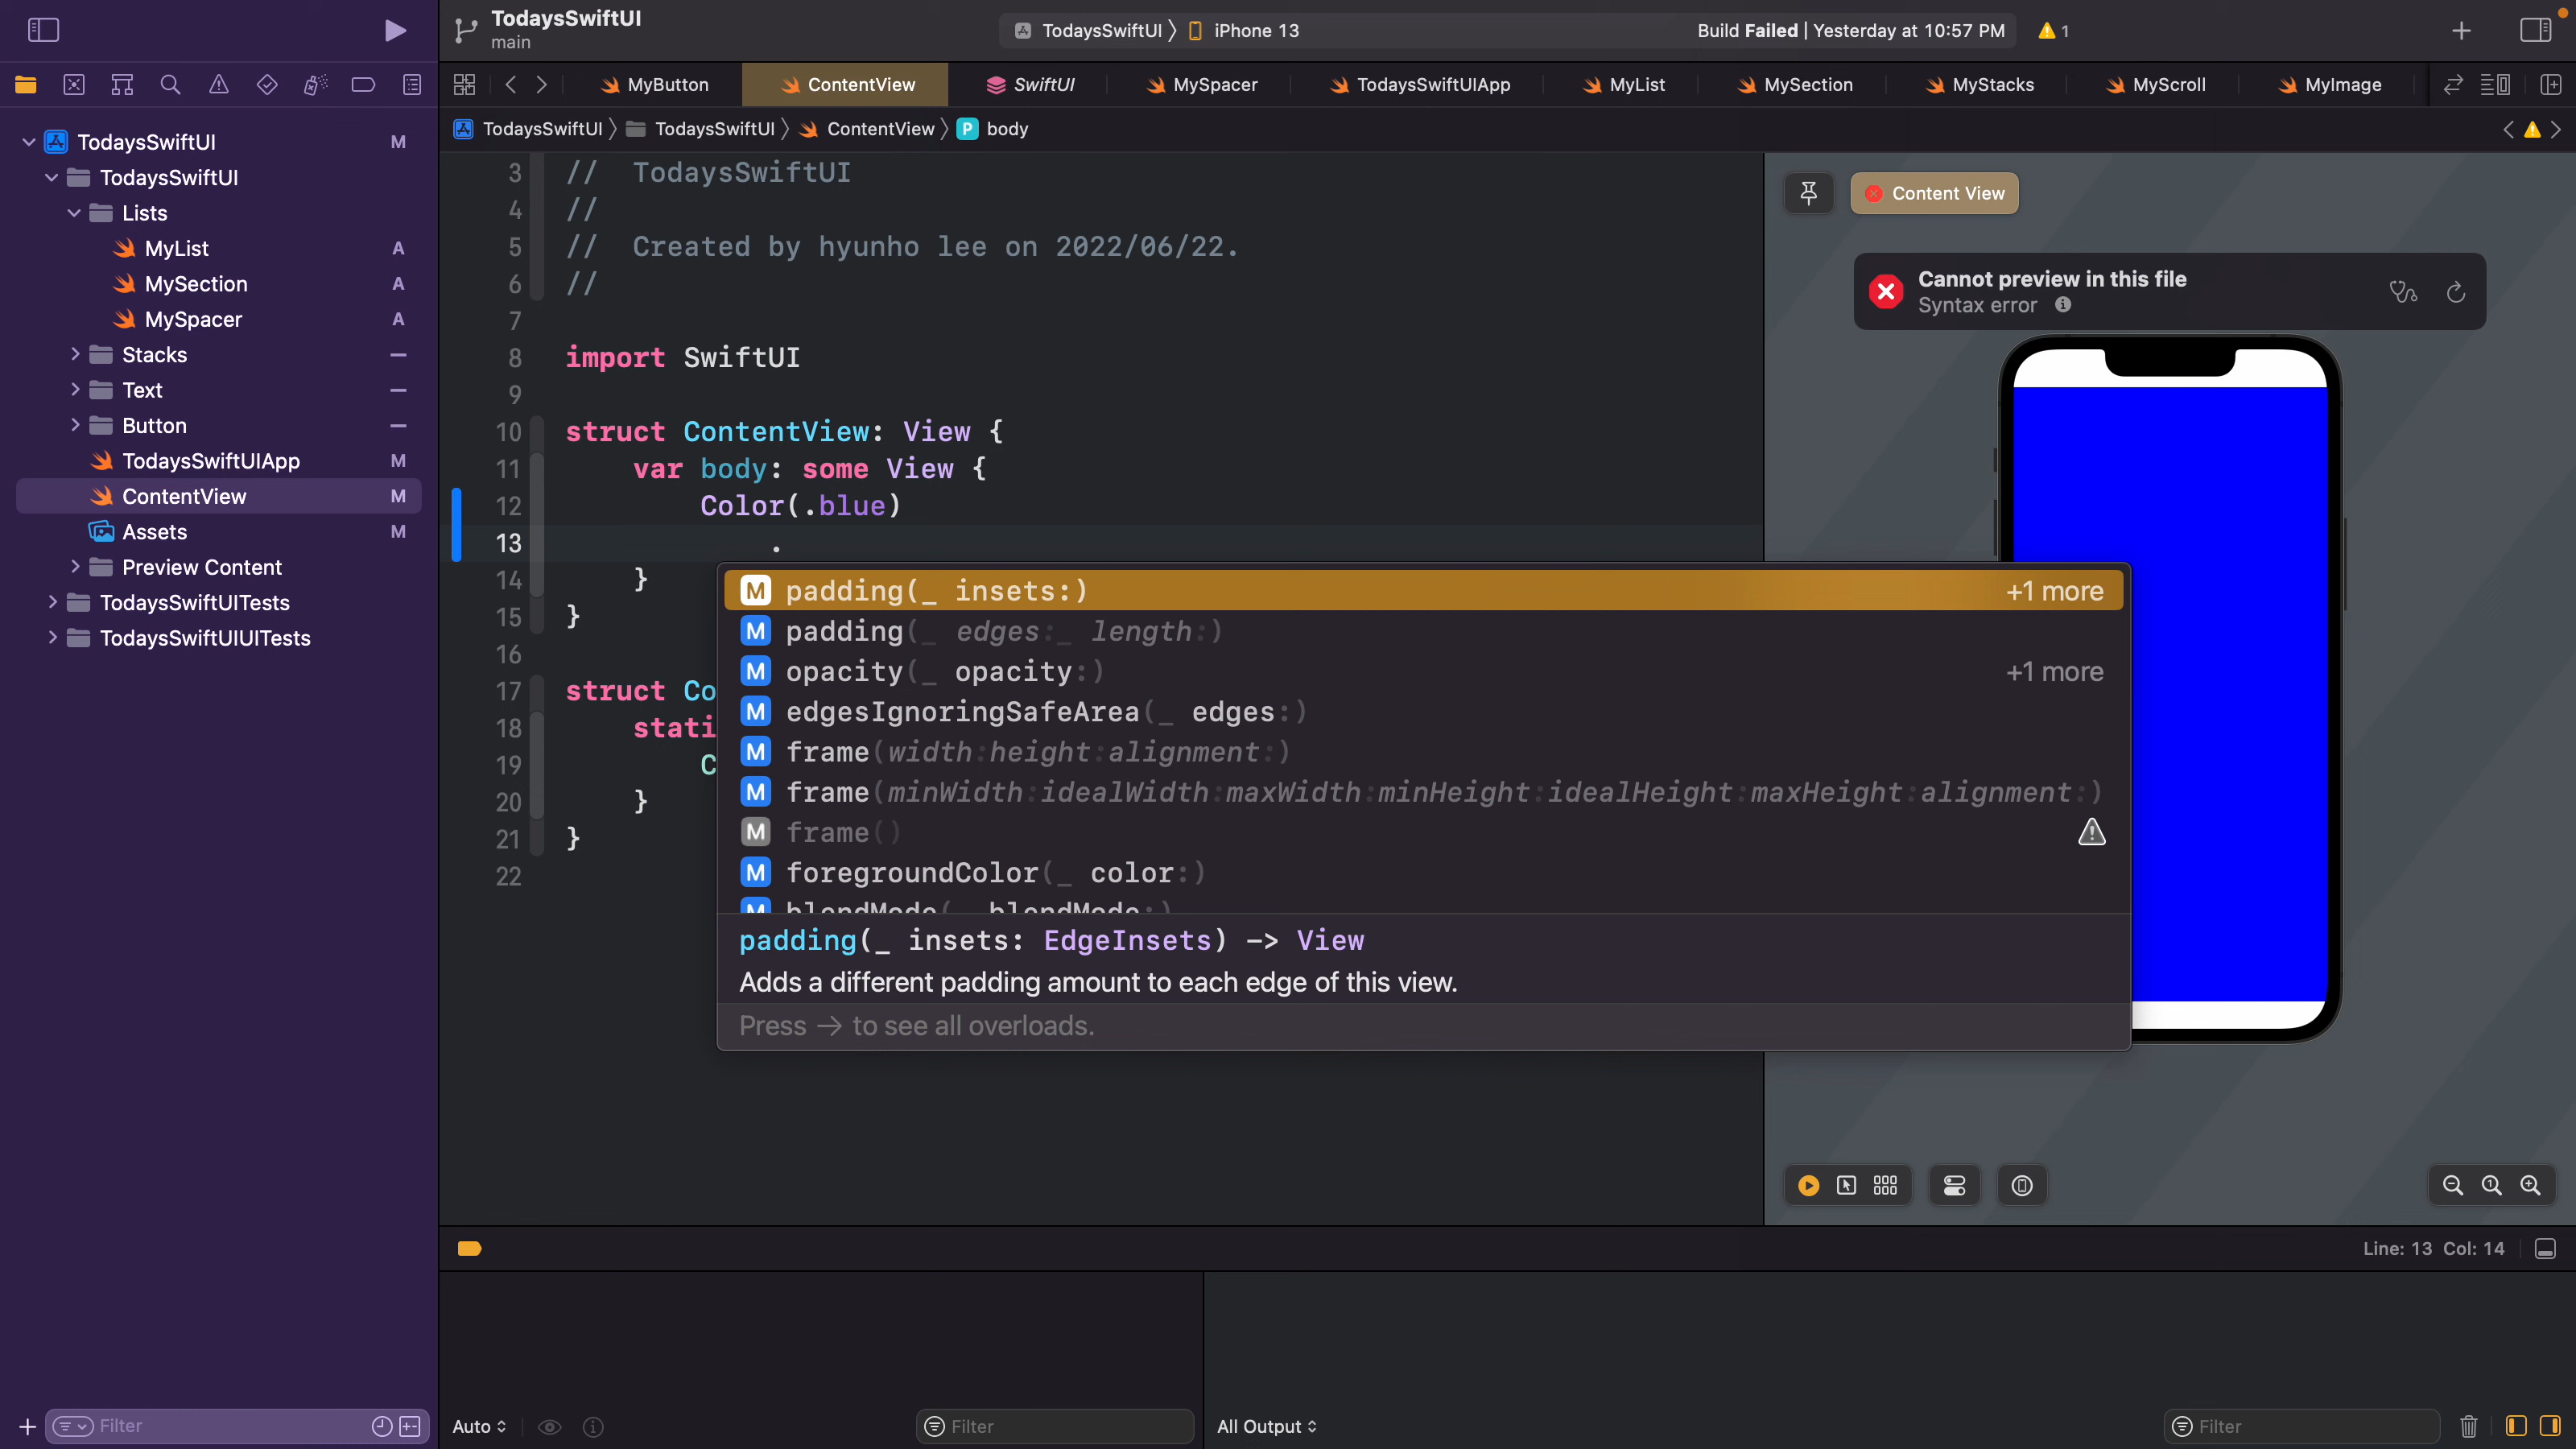 TodaysSwiftUI
main
TodaysSwiftUI
iPhone 13
Build Failed | Yesterday at 10:57 PM
1
MyButton
ContentView
SwiftUI
MySpacer
TodaysSwiftUIApp
MyList
MySection
MyStacks
MyScroll
MyImage
TodaysSwiftUI
TodaysSwiftUI
ContentView
P
body
TodaysSwiftUI M
TodaysSwiftUI
Lists
MyList A
MySection A
MySpacer A
Stacks
Text
Button
TodaysSwiftUIApp M
ContentView M
Assets M
Preview Content
TodaysSwiftUITests
TodaysSwiftUIUITests
3 //  TodaysSwiftUI
4 //
5 //  Created by hyunho lee on 2022/06/22.
6 //
7
8 import SwiftUI
9
10 struct ContentView: View {
11 var body: some View {
12 Color(.blue)
13 .
14 }
15 }
16
17 struct Co
18 stati
19 C
20 }
21 }
22
M padding(_ insets:) +1 more
M padding(_ edges:_ length:)
M opacity(_ opacity:) +1 more
M edgesIgnoringSafeArea(_ edges:)
M frame(width:height:alignment:)
M frame(minWidth:idealWidth:maxWidth:minHeight:idealHeight:maxHeight:alignment:)
M frame()
M foregroundColor(_ color:)
M blendMode(_ blendMode:)
padding(_ insets: EdgeInsets) -> View
Adds a different padding amount to each edge of this view.
Press → to see all overloads.
Content View
Cannot preview in this file
Syntax error
Line: 13 Col: 14
Filter
Auto
Filter
All Output
Filter